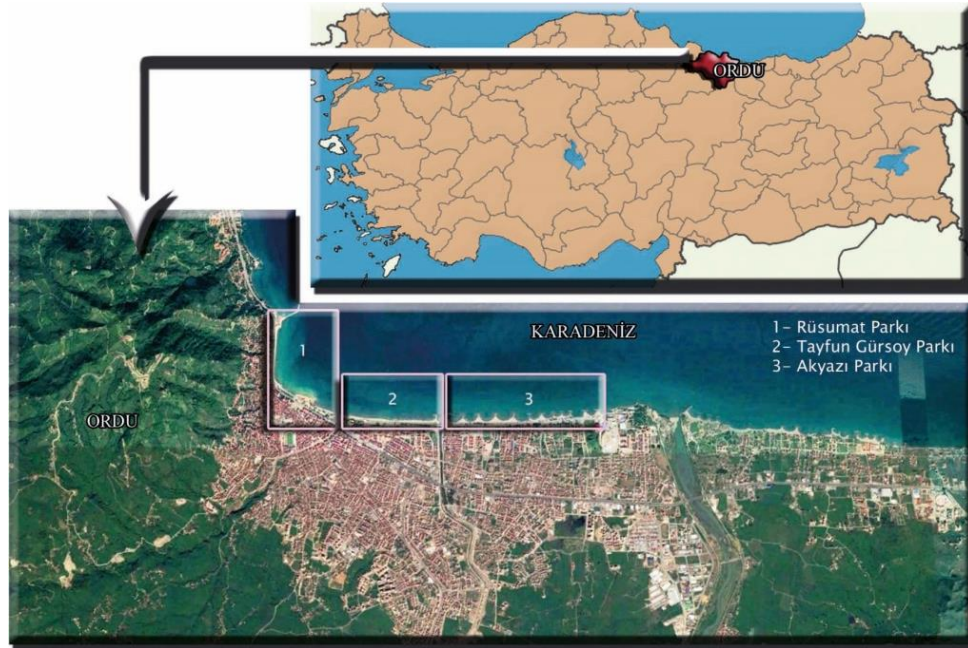 ORDU
KARADENİZ
1- Rüsumat Parkı
2- Tayfun Gürsoy Parkı
3- Akyazı Parkı
1
2
3
ORDU